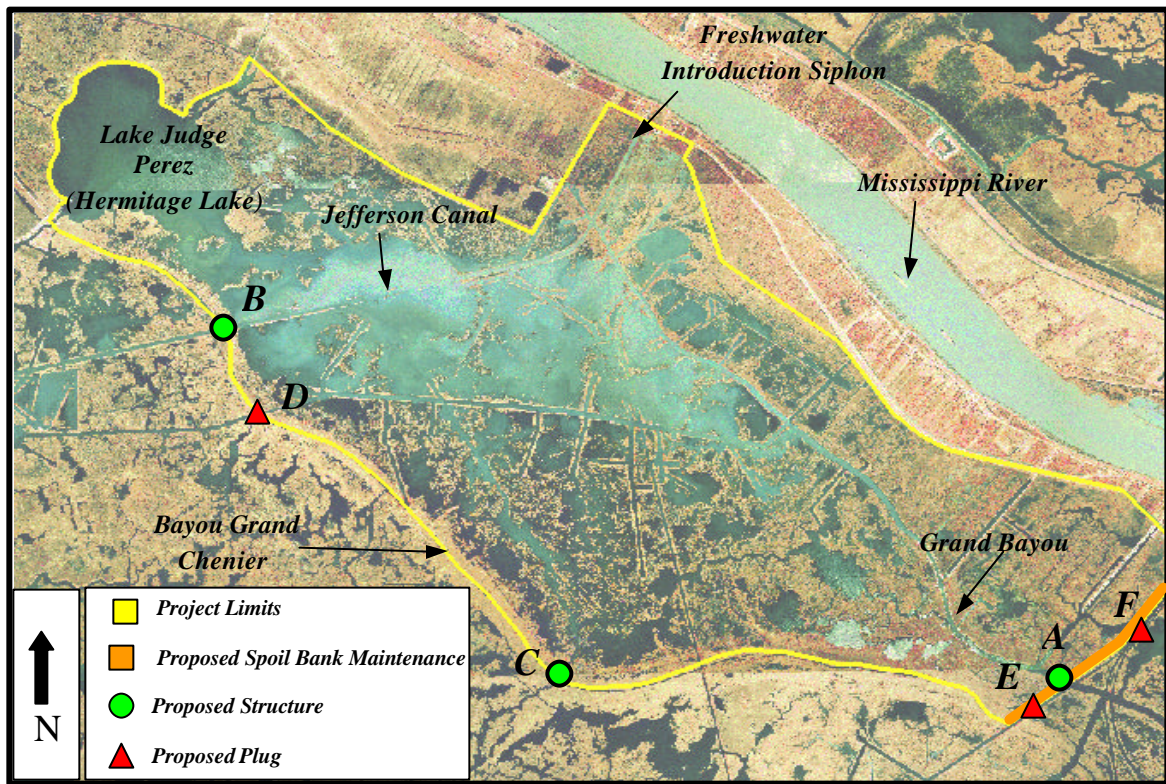 Freshwater
Introduction Siphon
Lake Judge
Perez
(Hermitage Lake)
Mississippi River
Jefferson Canal
B
D
Bayou Grand
Chenier
Grand Bayou
F
A
C
E
Project Limits
Proposed Spoil Bank Maintenance
Proposed Structure
Proposed Plug
N